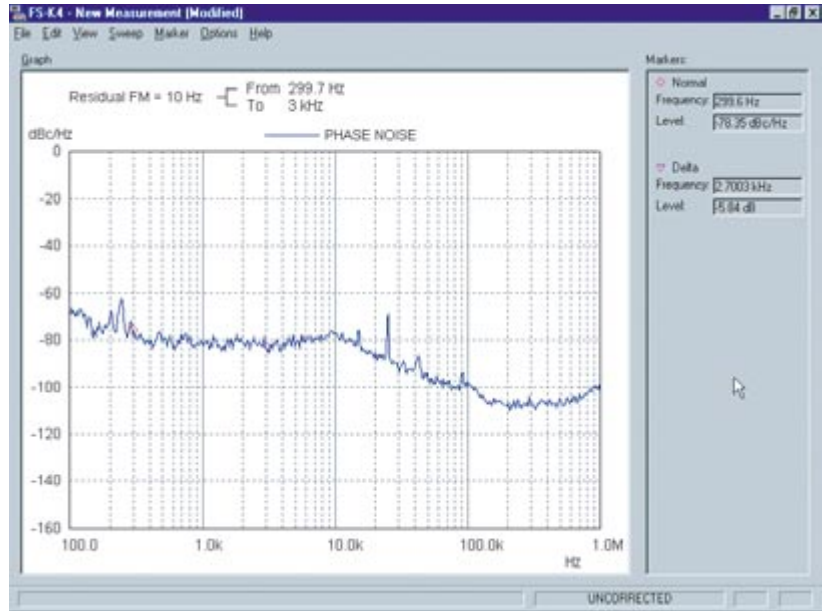 FS-K4 - New Measurement (Modified)
File Edit View Sweep Marker Options Help
Graph
Residual FM = 10 Hz From 299.7 Hz
To 3 kHz
dBc/Hz
PHASE NOISE
0
-20
-40
-60
-80
-100
-120
-140
-160
100.0 1.0k 10.0k 100.0k 1.0M
Hz
Markers:
Normal
Frequency: 299.6 Hz
Level: -78.35 dBc/Hz
Delta
Frequency: 2.7003 kHz
Level: -5.84 dB
UNCORRECTED